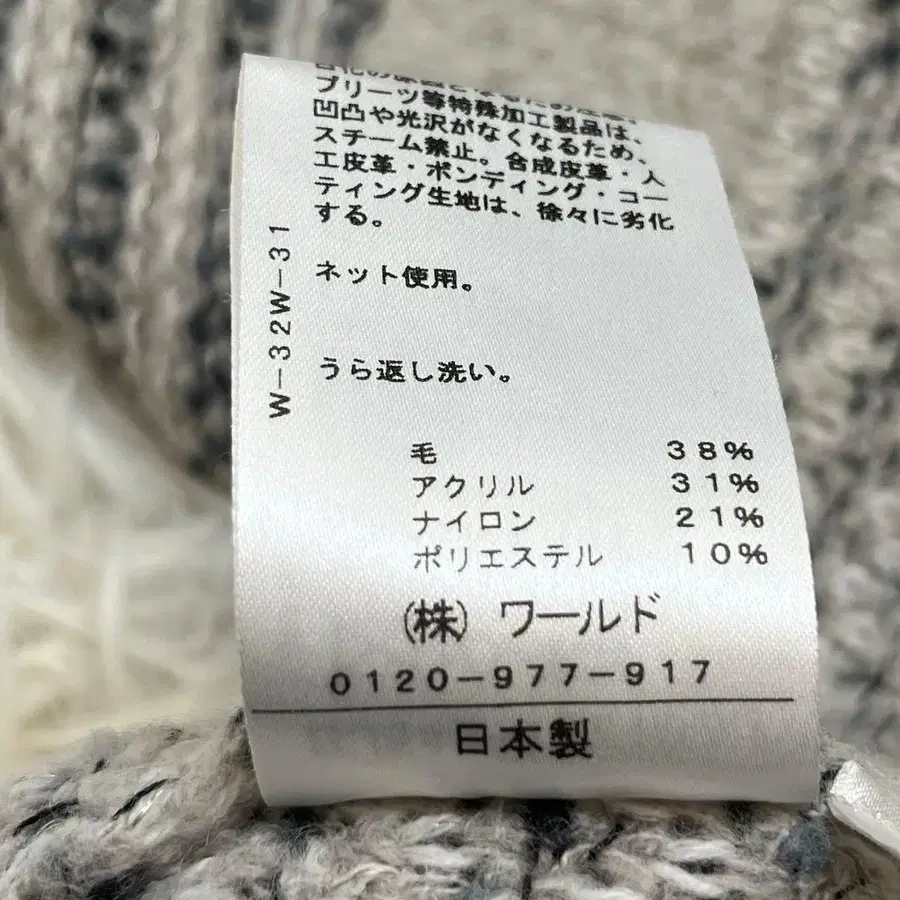 プリーツ等特殊加工製品は、
凹凸や光沢がなくなるため、
スチーム禁止。合成皮革・人
工皮革・ボンディング・コー
ティング生地は、徐々に劣化
する。
ネット使用。
うら返し洗い。
W-32W-31
毛 38%
アクリル 31%
ナイロン 21%
ポリエステル 10%
(株) ワールド
0120-977-917
日本製